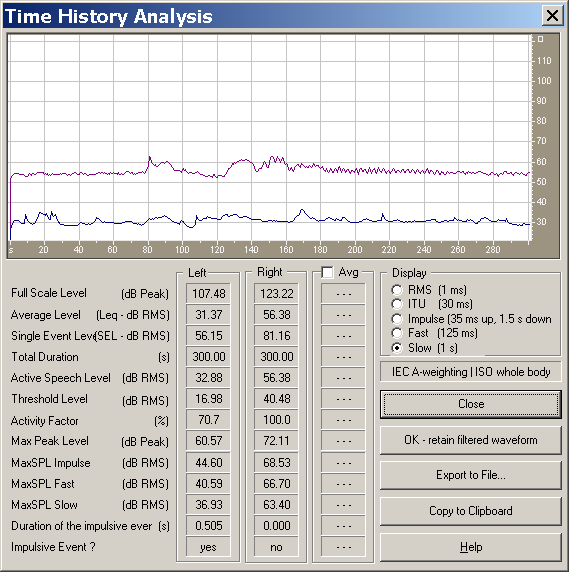 Time History Analysis
110
100
90
80
70
60
50
40
30
s 20 40 60 80 100 120 140 160 180 200 220 240 260 280
Left Right Avg Display
Full Scale Level (dB Peak) 107.48 123.22 ---
Average Level (Leq - dB RMS) 31.37 56.38 ---
Single Event Leve(SEL - dB RMS) 56.15 81.16 ---
Total Duration (s) 300.00 300.00 ---
Active Speech Level (dB RMS) 32.88 56.38 ---
Threshold Level (dB RMS) 16.98 40.48 ---
Activity Factor (%) 70.7 100.0 ---
Max Peak Level (dB Peak) 60.57 72.11 ---
MaxSPL Impulse (dB RMS) 44.60 68.53 ---
MaxSPL Fast (dB RMS) 40.59 66.70 ---
MaxSPL Slow (dB RMS) 36.93 63.40 ---
Duration of the impulsive ever (s) 0.505 0.000 ---
Impulsive Event ? yes no ---
RMS (1 ms)
ITU (30 ms)
Impulse (35 ms up, 1.5 s down
Fast (125 ms)
Slow (1 s)
IEC A-weighting | ISO whole body
Close
OK - retain filtered waveform
Export to File...
Copy to Clipboard
Help